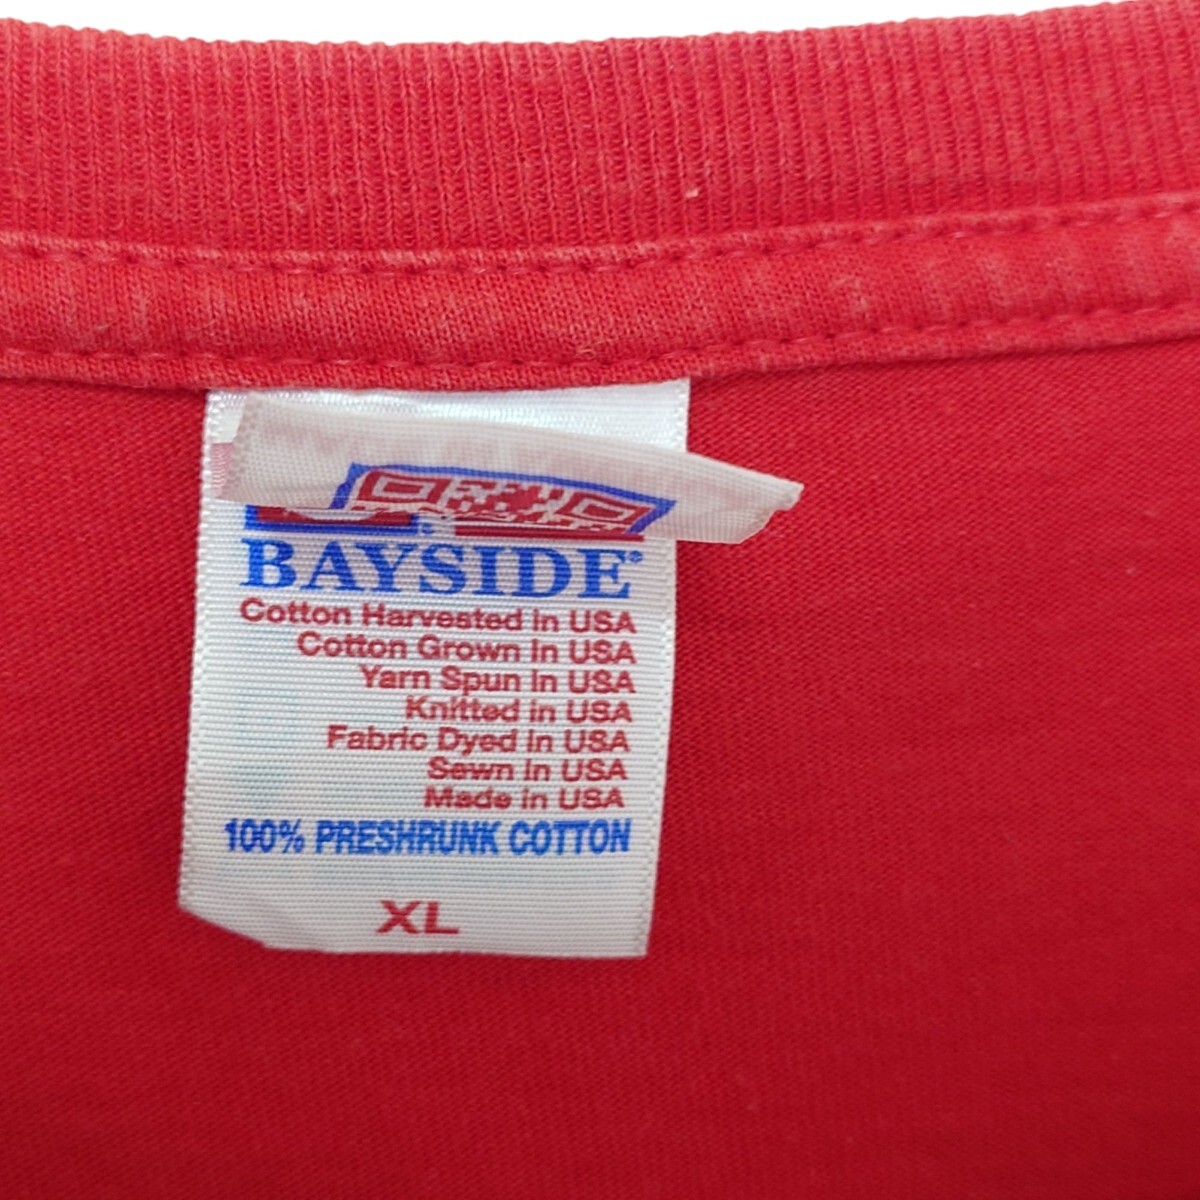 BAYSIDE®
Cotton Harvested in USA
Cotton Grown in USA
Yarn Spun in USA
Knitted in USA
Fabric Dyed in USA
Sewn in USA
Made in USA
100% PRESHRUNK COTTON
XL